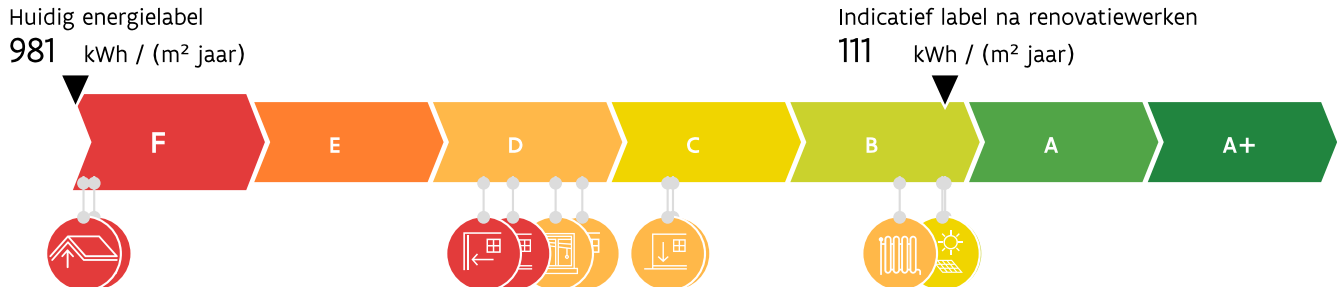 Huidig energielabel
981 kWh / (m² jaar)
Indicatief label na renovatiewerken
111 kWh / (m² jaar)
F E D C B A A+